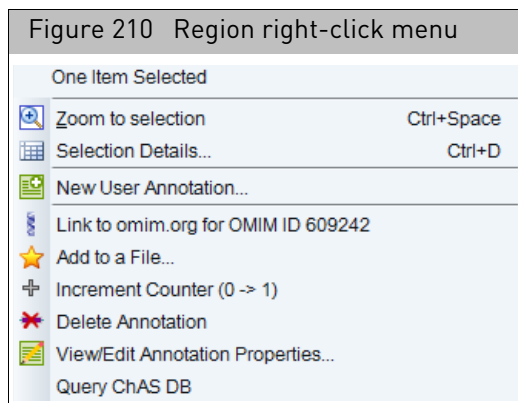 Figure 210 Region right-click menu
One Item Selected
Zoom to selection Ctrl+Space
Selection Details... Ctrl+D
New User Annotation...
Link to omim.org for OMIM ID 609242
Add to a File...
Increment Counter (0 -> 1)
Delete Annotation
View/Edit Annotation Properties...
Query ChAS DB